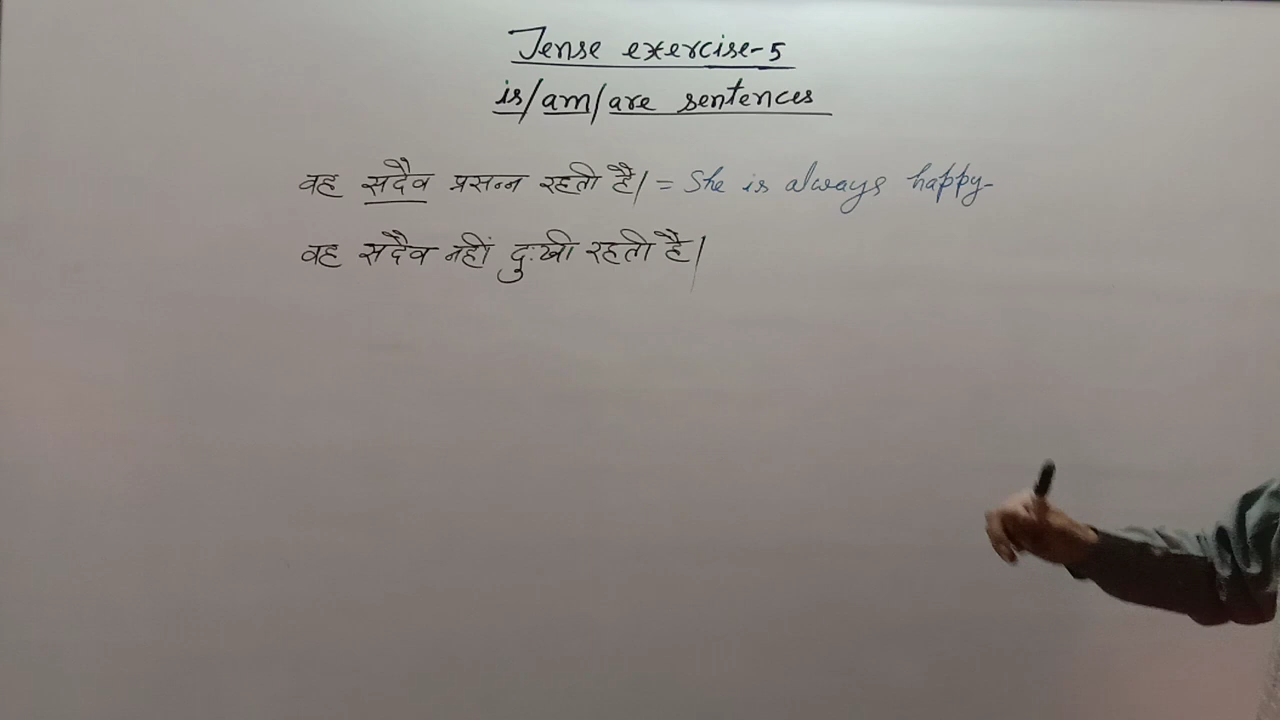 Tense exercise-5
is/am/are sentences
वह सदैव प्रसन्न रहती है। = She is always happy-
वह सदैव नहीं दुःखी रहती है।